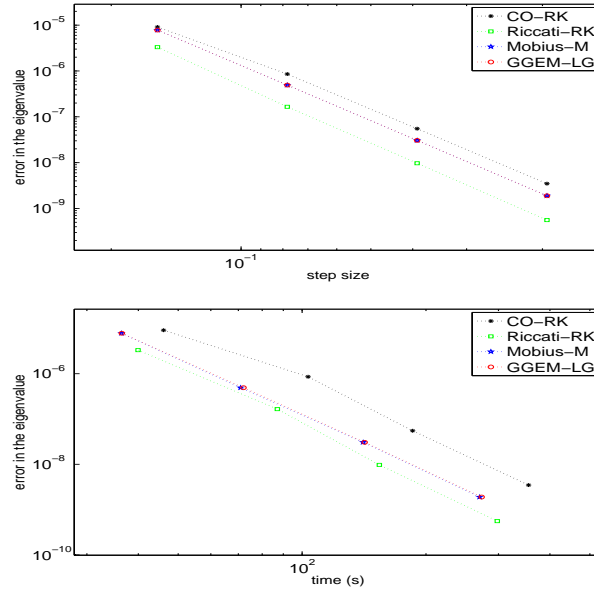 10^-5
10^-6
10^-7
10^-8
10^-9
error in the eigenvalue
CO−RK
Riccati−RK
Mobius−M
GGEM−LG
10^-1
step size
10^-6
10^-8
10^-10
error in the eigenvalue
CO−RK
Riccati−RK
Mobius−M
GGEM−LG
10^2
time (s)